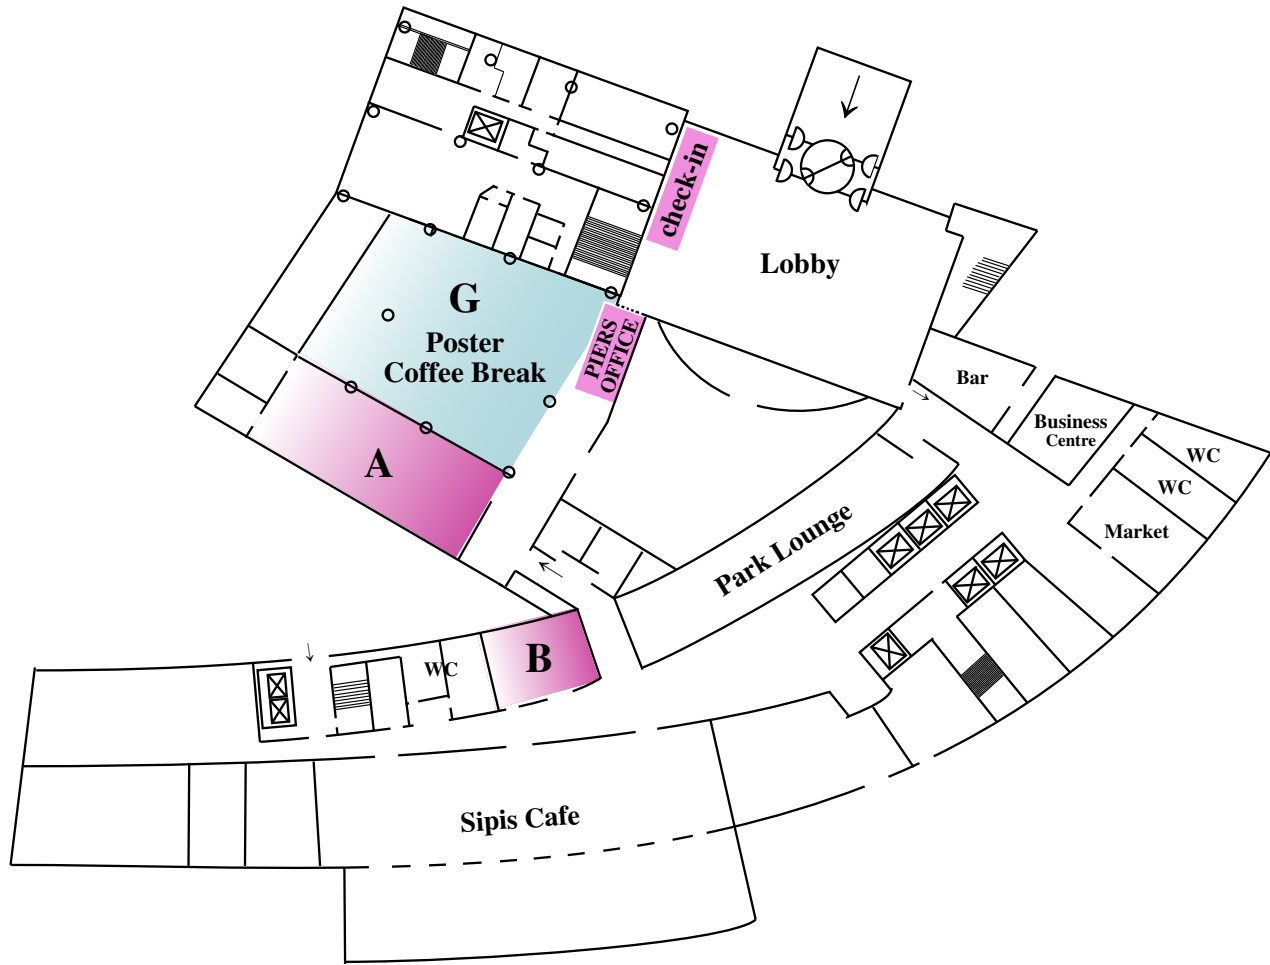 check-in
Lobby
G
Poster
Coffee Break
PIERS
OFFICE
Bar
Business
Centre
WC
WC
Market
A
Park Lounge
B
WC
Sipis Cafe